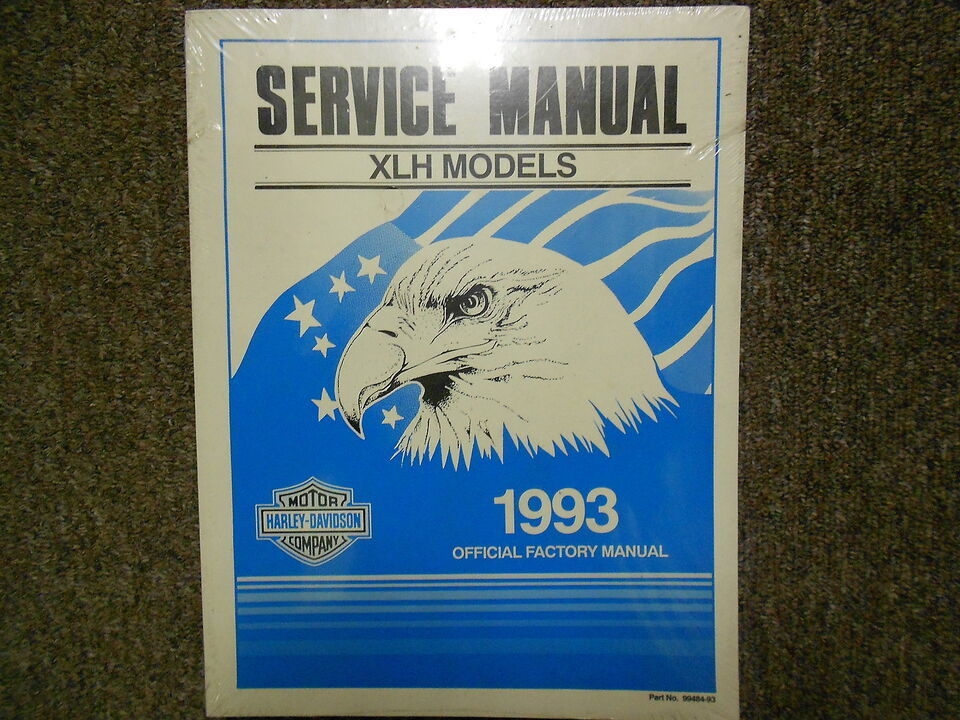 SERVICE MANUAL
XLH MODELS
MOTOR
HARLEY-DAVIDSON
COMPANY
1993
OFFICIAL FACTORY MANUAL
Part No. 99484-93